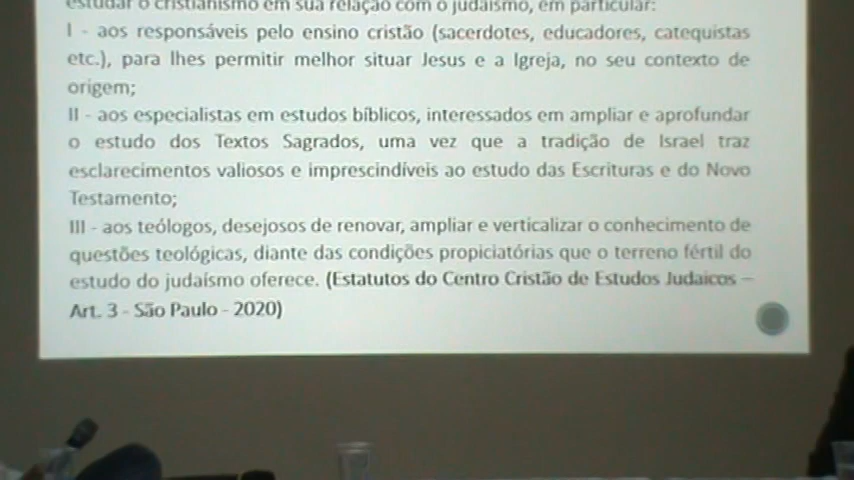 estudar o cristianismo em sua relação com o judaísmo, em particular:
I - aos responsáveis pelo ensino cristão (sacerdotes, educadores, catequistas
etc.), para lhes permitir melhor situar Jesus e a Igreja, no seu contexto de
origem;
II - aos especialistas em estudos bíblicos, interessados em ampliar e aprofundar
o estudo dos Textos Sagrados, uma vez que a tradição de Israel traz
esclarecimentos valiosos e imprescindíveis ao estudo das Escrituras e do Novo
Testamento;
III - aos teólogos, desejosos de renovar, ampliar e verticalizar o conhecimento de
questões teológicas, diante das condições propiciatórias que o terreno fértil do
estudo do judaísmo oferece. (Estatutos do Centro Cristão de Estudos Judaicos –
Art. 3 - São Paulo - 2020)